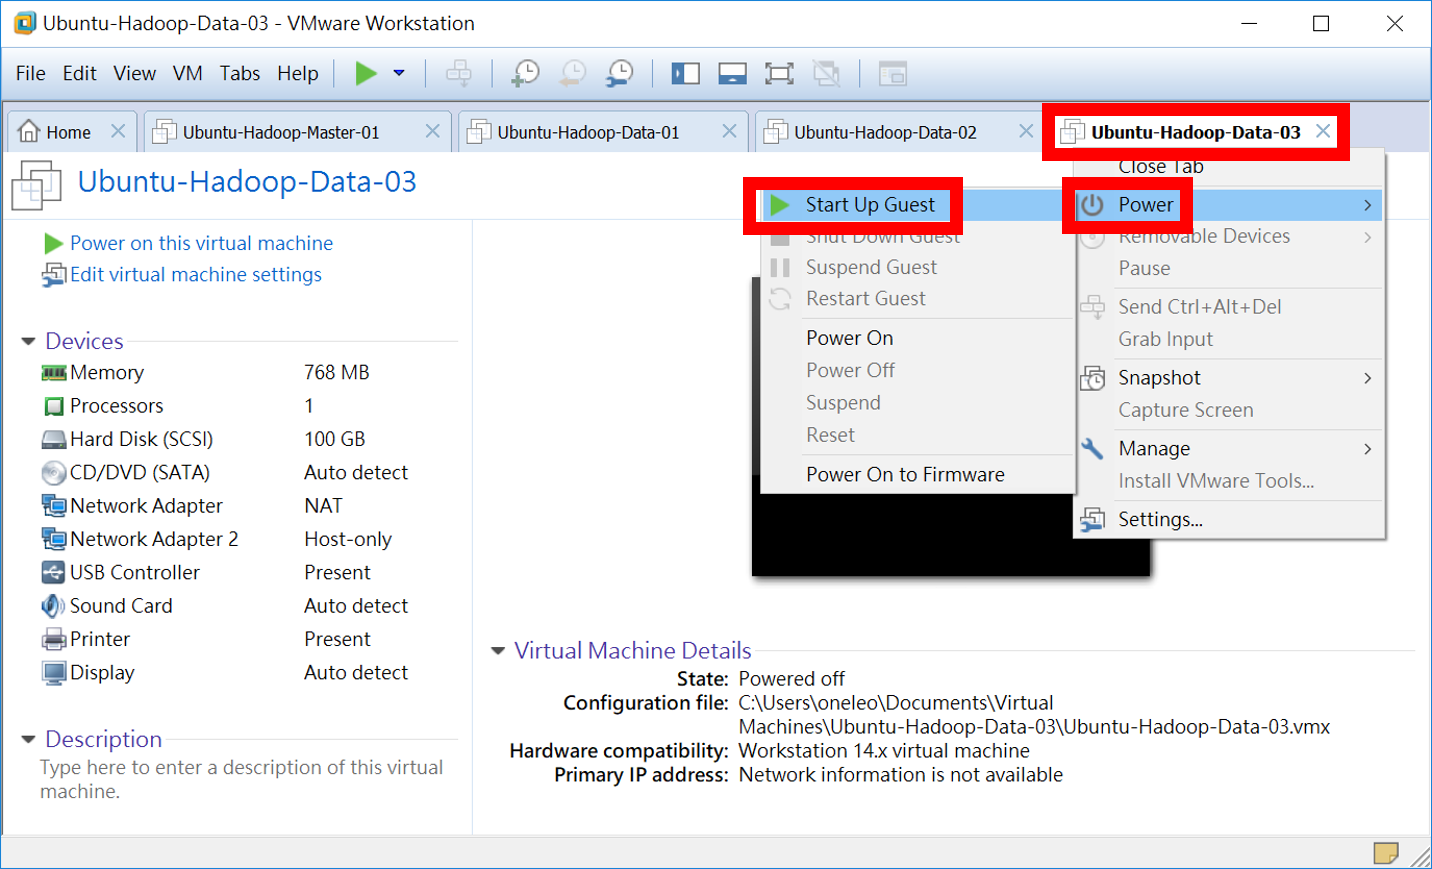 Ubuntu-Hadoop-Data-03 - VMware Workstation
File Edit View VM Tabs Help
Home Ubuntu-Hadoop-Master-01 Ubuntu-Hadoop-Data-01 Ubuntu-Hadoop-Data-02 Ubuntu-Hadoop-Data-03
Ubuntu-Hadoop-Data-03
Power on this virtual machine
Edit virtual machine settings
Devices
Memory 768 MB
Processors 1
Hard Disk (SCSI) 100 GB
CD/DVD (SATA) Auto detect
Network Adapter NAT
Network Adapter 2 Host-only
USB Controller Present
Sound Card Auto detect
Printer Present
Display Auto detect
Description
Type here to enter a description of this virtual
machine.
Start Up Guest
Shut Down Guest
Suspend Guest
Restart Guest
Power On
Power Off
Suspend
Reset
Power On to Firmware
Close Tab
Power
Removable Devices
Pause
Send Ctrl+Alt+Del
Grab Input
Snapshot
Capture Screen
Manage
Install VMware Tools...
Settings...
Virtual Machine Details
State: Powered off
Configuration file: C:\Users\oneleo\Documents\Virtual
Machines\Ubuntu-Hadoop-Data-03\Ubuntu-Hadoop-Data-03.vmx
Hardware compatibility: Workstation 14.x virtual machine
Primary IP address: Network information is not available